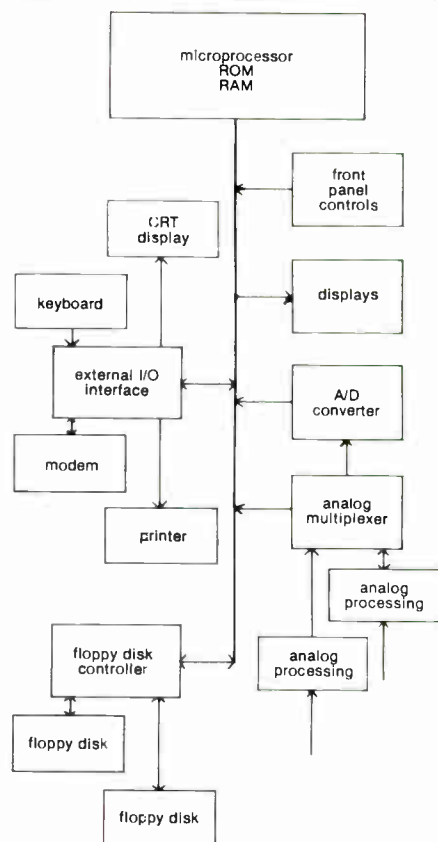 microprocessor
ROM
RAM
front
panel
controls
CRT
display
displays
keyboard
external I/O
interface
A/D
converter
modem
analog
multiplexer
printer
analog
processing
floppy disk
controller
analog
processing
floppy disk
floppy disk